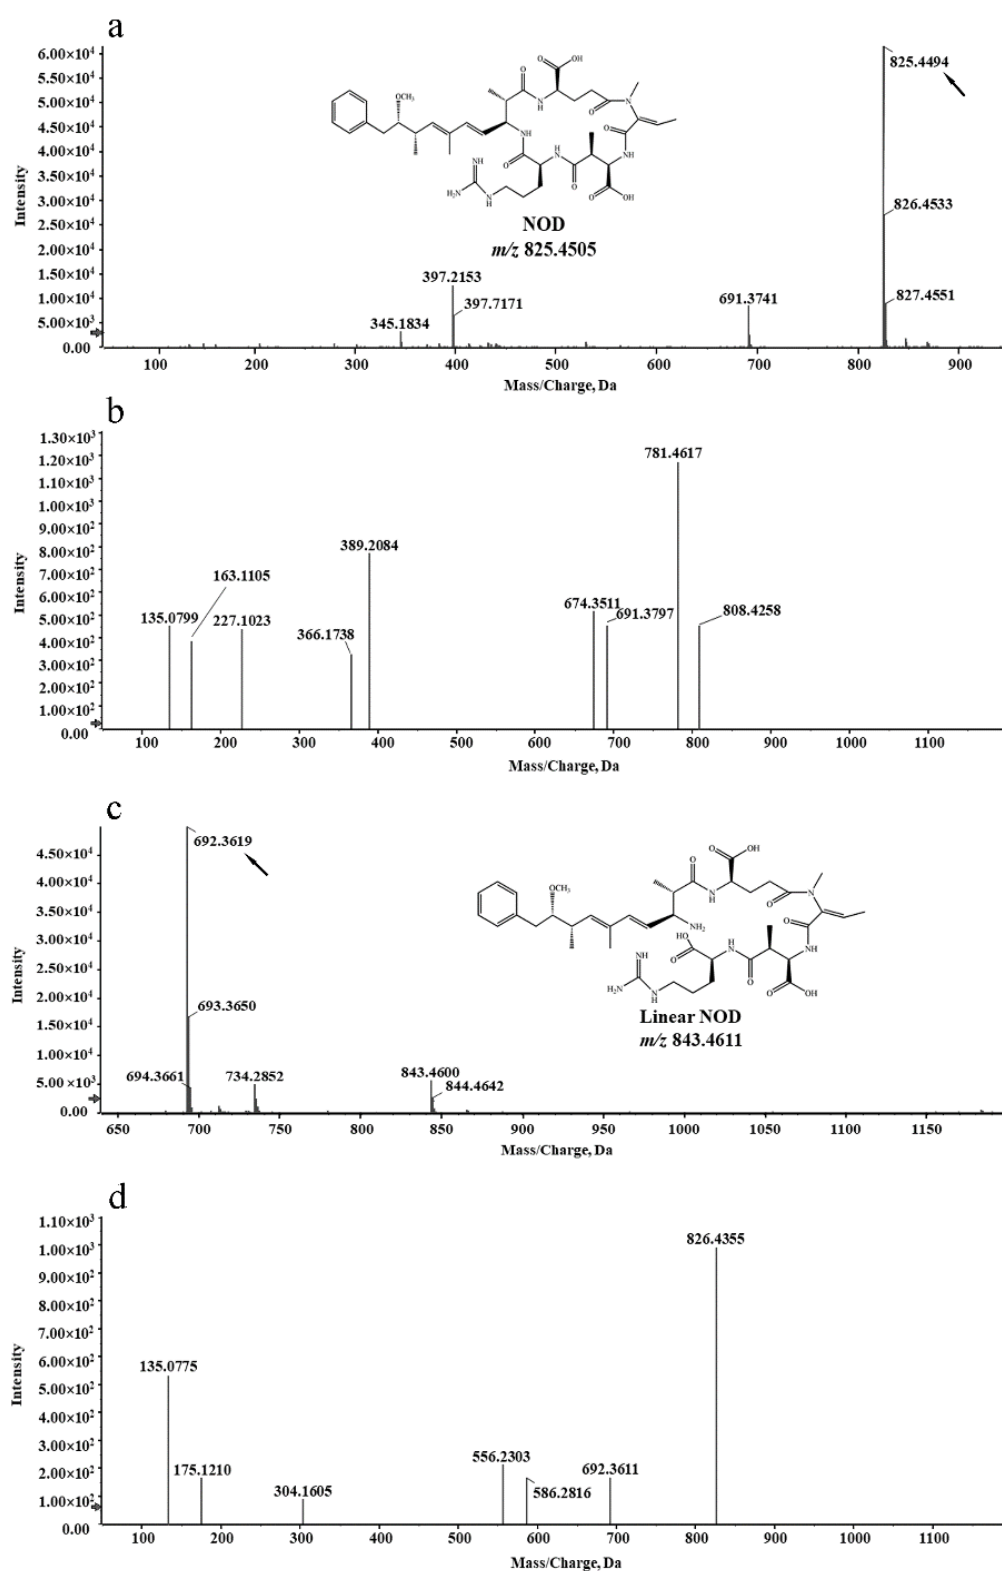 a
6.00×10⁴
5.50×10⁴
5.00×10⁴
4.50×10⁴
4.00×10⁴
3.50×10⁴
3.00×10⁴
2.50×10⁴
2.00×10⁴
1.50×10⁴
1.00×10⁴
5.00×10³
0.00
Intensity
O
OH
O
N
H
O
N
OCH₃
O
NH
O
NH
H
N
O
O
OH
NH
H₂N
N
H
NOD
m/z 825.4505
825.4494
826.4533
827.4551
397.2153
397.7171
345.1834
691.3741
100 200 300 400 500 600 700 800 900
Mass/Charge, Da
b
1.30×10³
1.20×10³
1.10×10³
1.00×10³
9.00×10²
8.00×10²
7.00×10²
6.00×10²
5.00×10²
4.00×10²
3.00×10²
2.00×10²
1.00×10²
0.00
Intensity
781.4617
389.2084
163.1105
135.0799
227.1023
366.1738
674.3511
691.3797
808.4258
100 200 300 400 500 600 700 800 900 1000 1100
Mass/Charge, Da
c
4.50×10⁴
4.00×10⁴
3.50×10⁴
3.00×10⁴
2.50×10⁴
2.00×10⁴
1.50×10⁴
1.00×10⁴
5.00×10³
0.00
Intensity
692.3619
693.3650
694.3661
734.2852
843.4600
844.4642
O
OH
O
N
H
O
N
OCH₃
NH₂
O
NH
HO
O
H
N
O
O
OH
NH
H₂N
N
H
Linear NOD
m/z 843.4611
650 700 750 800 850 900 950 1000 1050 1100 1150
Mass/Charge, Da
d
1.10×10³
1.00×10³
9.00×10²
8.00×10²
7.00×10²
6.00×10²
5.00×10²
4.00×10²
3.00×10²
2.00×10²
1.00×10²
0.00
Intensity
826.4355
135.0775
175.1210
304.1605
556.2303
586.2816
692.3611
100 200 300 400 500 600 700 800 900 1000 1100
Mass/Charge, Da